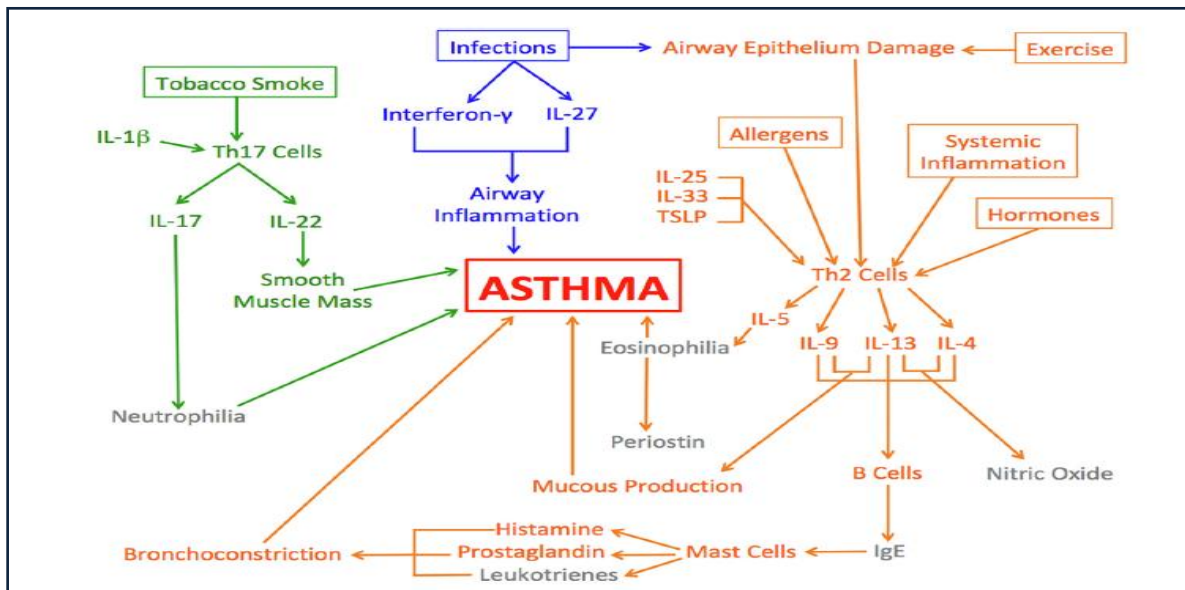 Infections
Airway Epithelium Damage
Exercise
Tobacco Smoke
Interferon-γ
IL-27
IL-1β
Th17 Cells
Allergens
Systemic
Inflammation
IL-25
IL-33
TSLP
Airway
Inflammation
Hormones
IL-17
IL-22
Th2 Cells
Smooth
Muscle Mass
ASTHMA
IL-5
IL-9
IL-13
IL-4
Eosinophilia
Neutrophilia
Periostin
Mucous Production
B Cells
Nitric Oxide
Histamine
Bronchoconstriction
Prostaglandin
Mast Cells
IgE
Leukotrienes